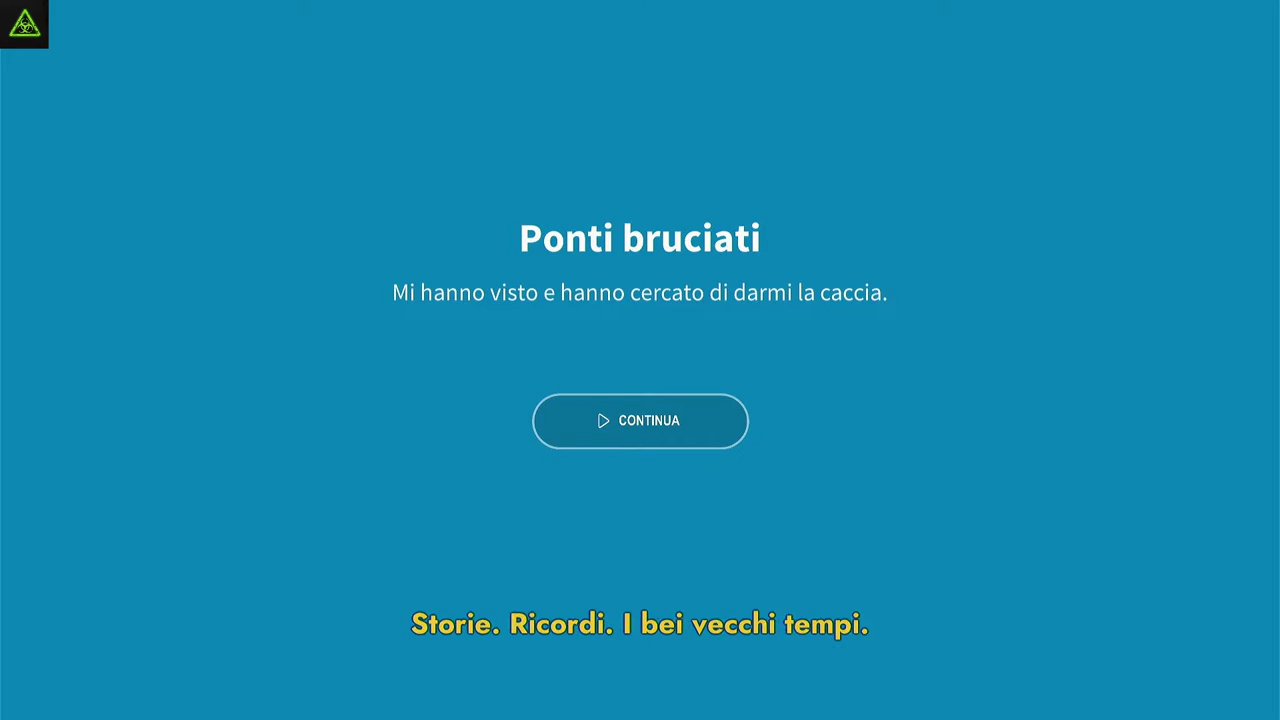 Ponti bruciati
Mi hanno visto e hanno cercato di darmi la caccia.
CONTINUA
Storie. Ricordi. I bei vecchi tempi.